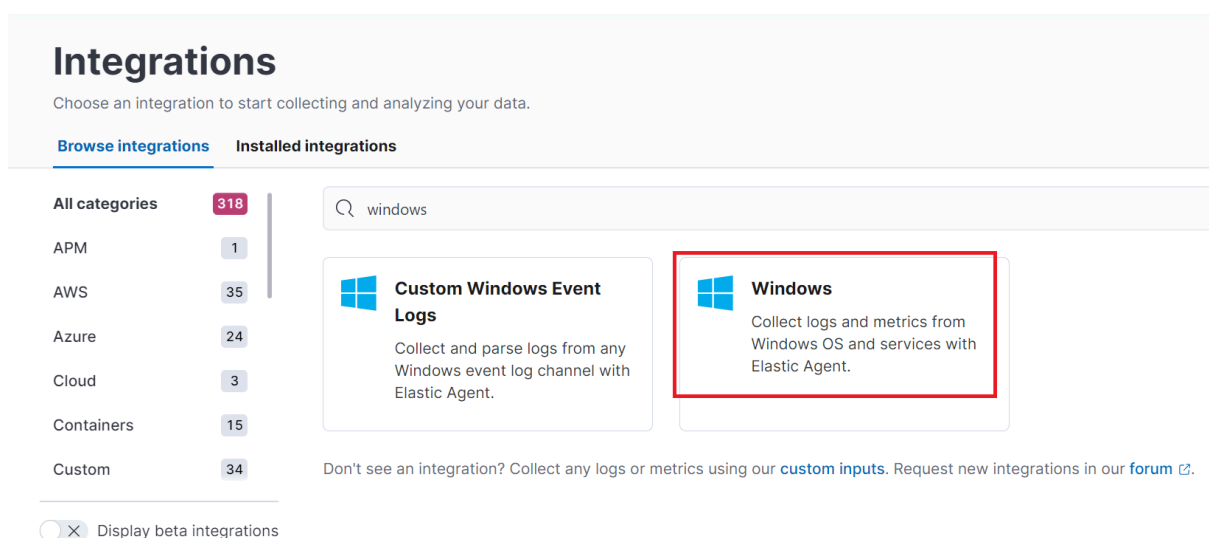 Integrations
Choose an integration to start collecting and analyzing your data.
Browse integrations Installed integrations
All categories 318
APM 1
AWS 35
Azure 24
Cloud 3
Containers 15
Custom 34
Display beta integrations
windows
Custom Windows Event
Logs
Collect and parse logs from any
Windows event log channel with
Elastic Agent.
Windows
Collect logs and metrics from
Windows OS and services with
Elastic Agent.
Don't see an integration? Collect any logs or metrics using our custom inputs. Request new integrations in our forum.